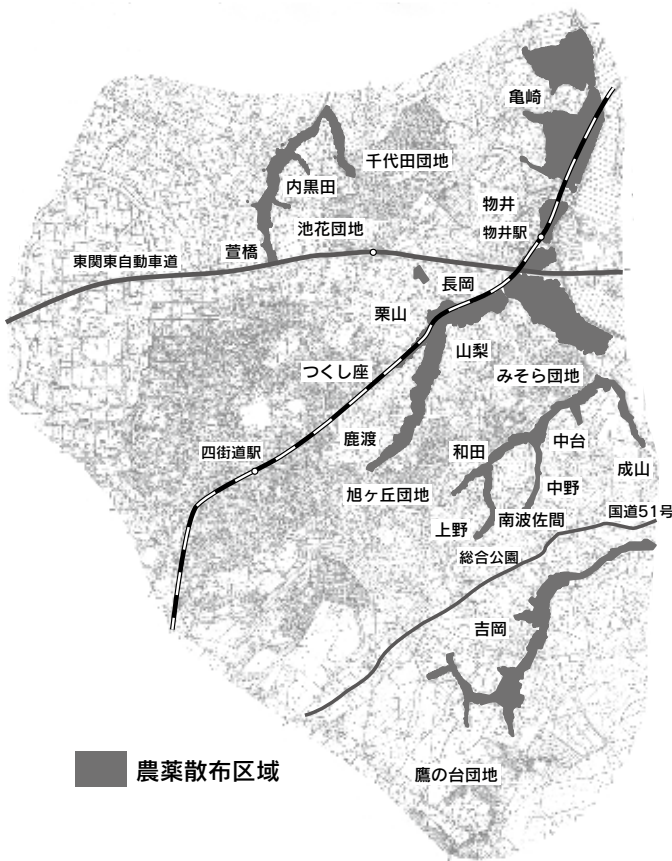 亀崎
千代田団地
内黒田
物井
池花団地
物井駅
萱橋
東関東自動車道
長岡
栗山
山梨
つくし座
みそら団地
鹿渡
中台
和田
四街道駅
成山
旭ヶ丘団地
中野
国道51号
南波佐間
上野
総合公園
吉岡
農薬散布区域
鷹の台団地